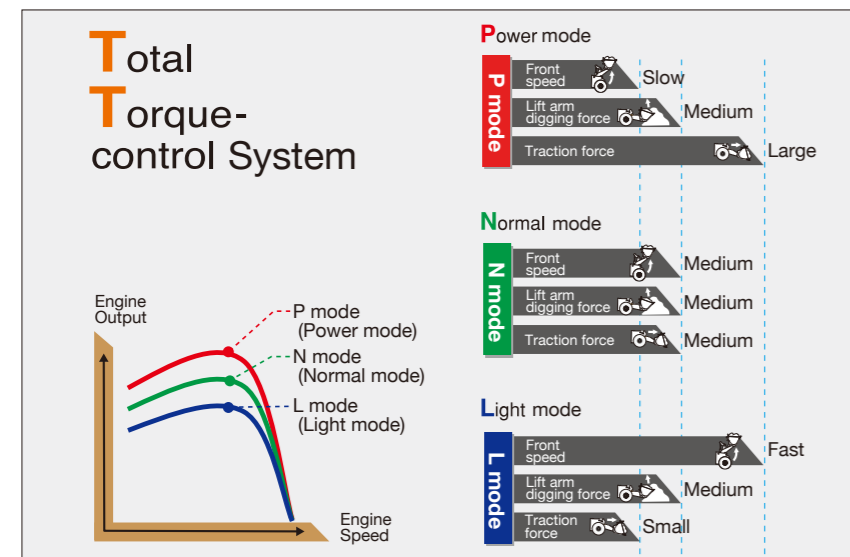 Total
Torque-
control System
Engine
Output
P mode
(Power mode)
N mode
(Normal mode)
L mode
(Light mode)
Engine
Speed
Power mode
P mode
Front
speed
Slow
Lift arm
digging force
Medium
Traction force
Large
Normal mode
N mode
Front
speed
Medium
Lift arm
digging force
Medium
Traction force
Medium
Light mode
L mode
Front
speed
Fast
Lift arm
digging force
Medium
Traction
force
Small